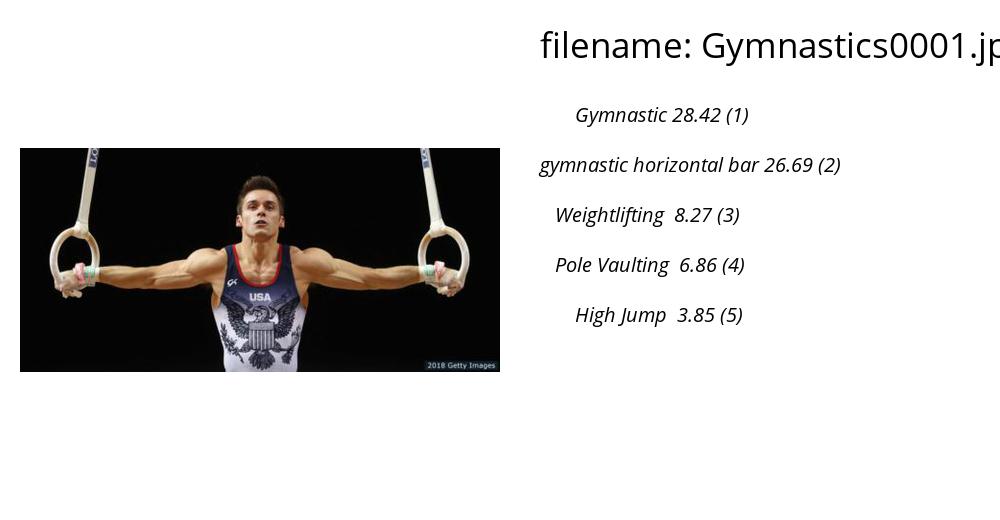 filename: Gymnastics0001.jp
Gymnastic 28.42 (1)
gymnastic horizontal bar 26.69 (2)
Weightlifting 8.27 (3)
Pole Vaulting 6.86 (4)
High Jump 3.85 (5)
USA
GK
2018 Getty Images